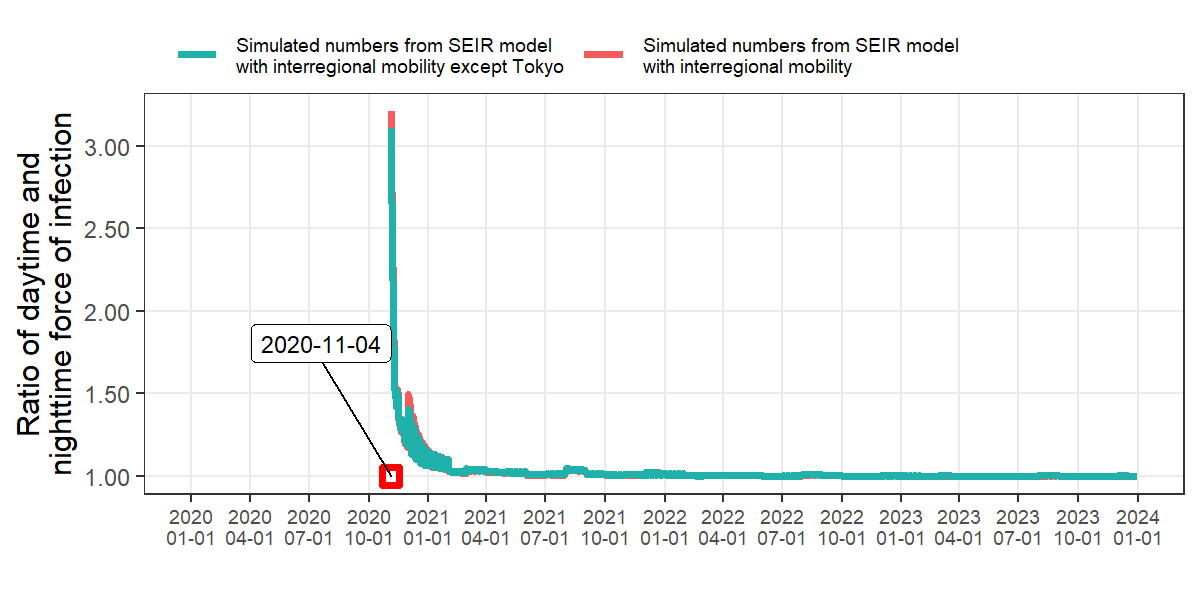 Simulated numbers from SEIR model
with interregional mobility except Tokyo
Simulated numbers from SEIR model
with interregional mobility
Ratio of daytime and
nighttime force of infection
3.00
2.50
2.00
1.50
1.00
2020-11-04
2020 2020 2020 2020 2021 2021 2021 2021 2022 2022 2022 2022 2023 2023 2023 2023 2024
01-01 04-01 07-01 10-01 01-01 04-01 07-01 10-01 01-01 04-01 07-01 10-01 01-01 04-01 07-01 10-01 01-01